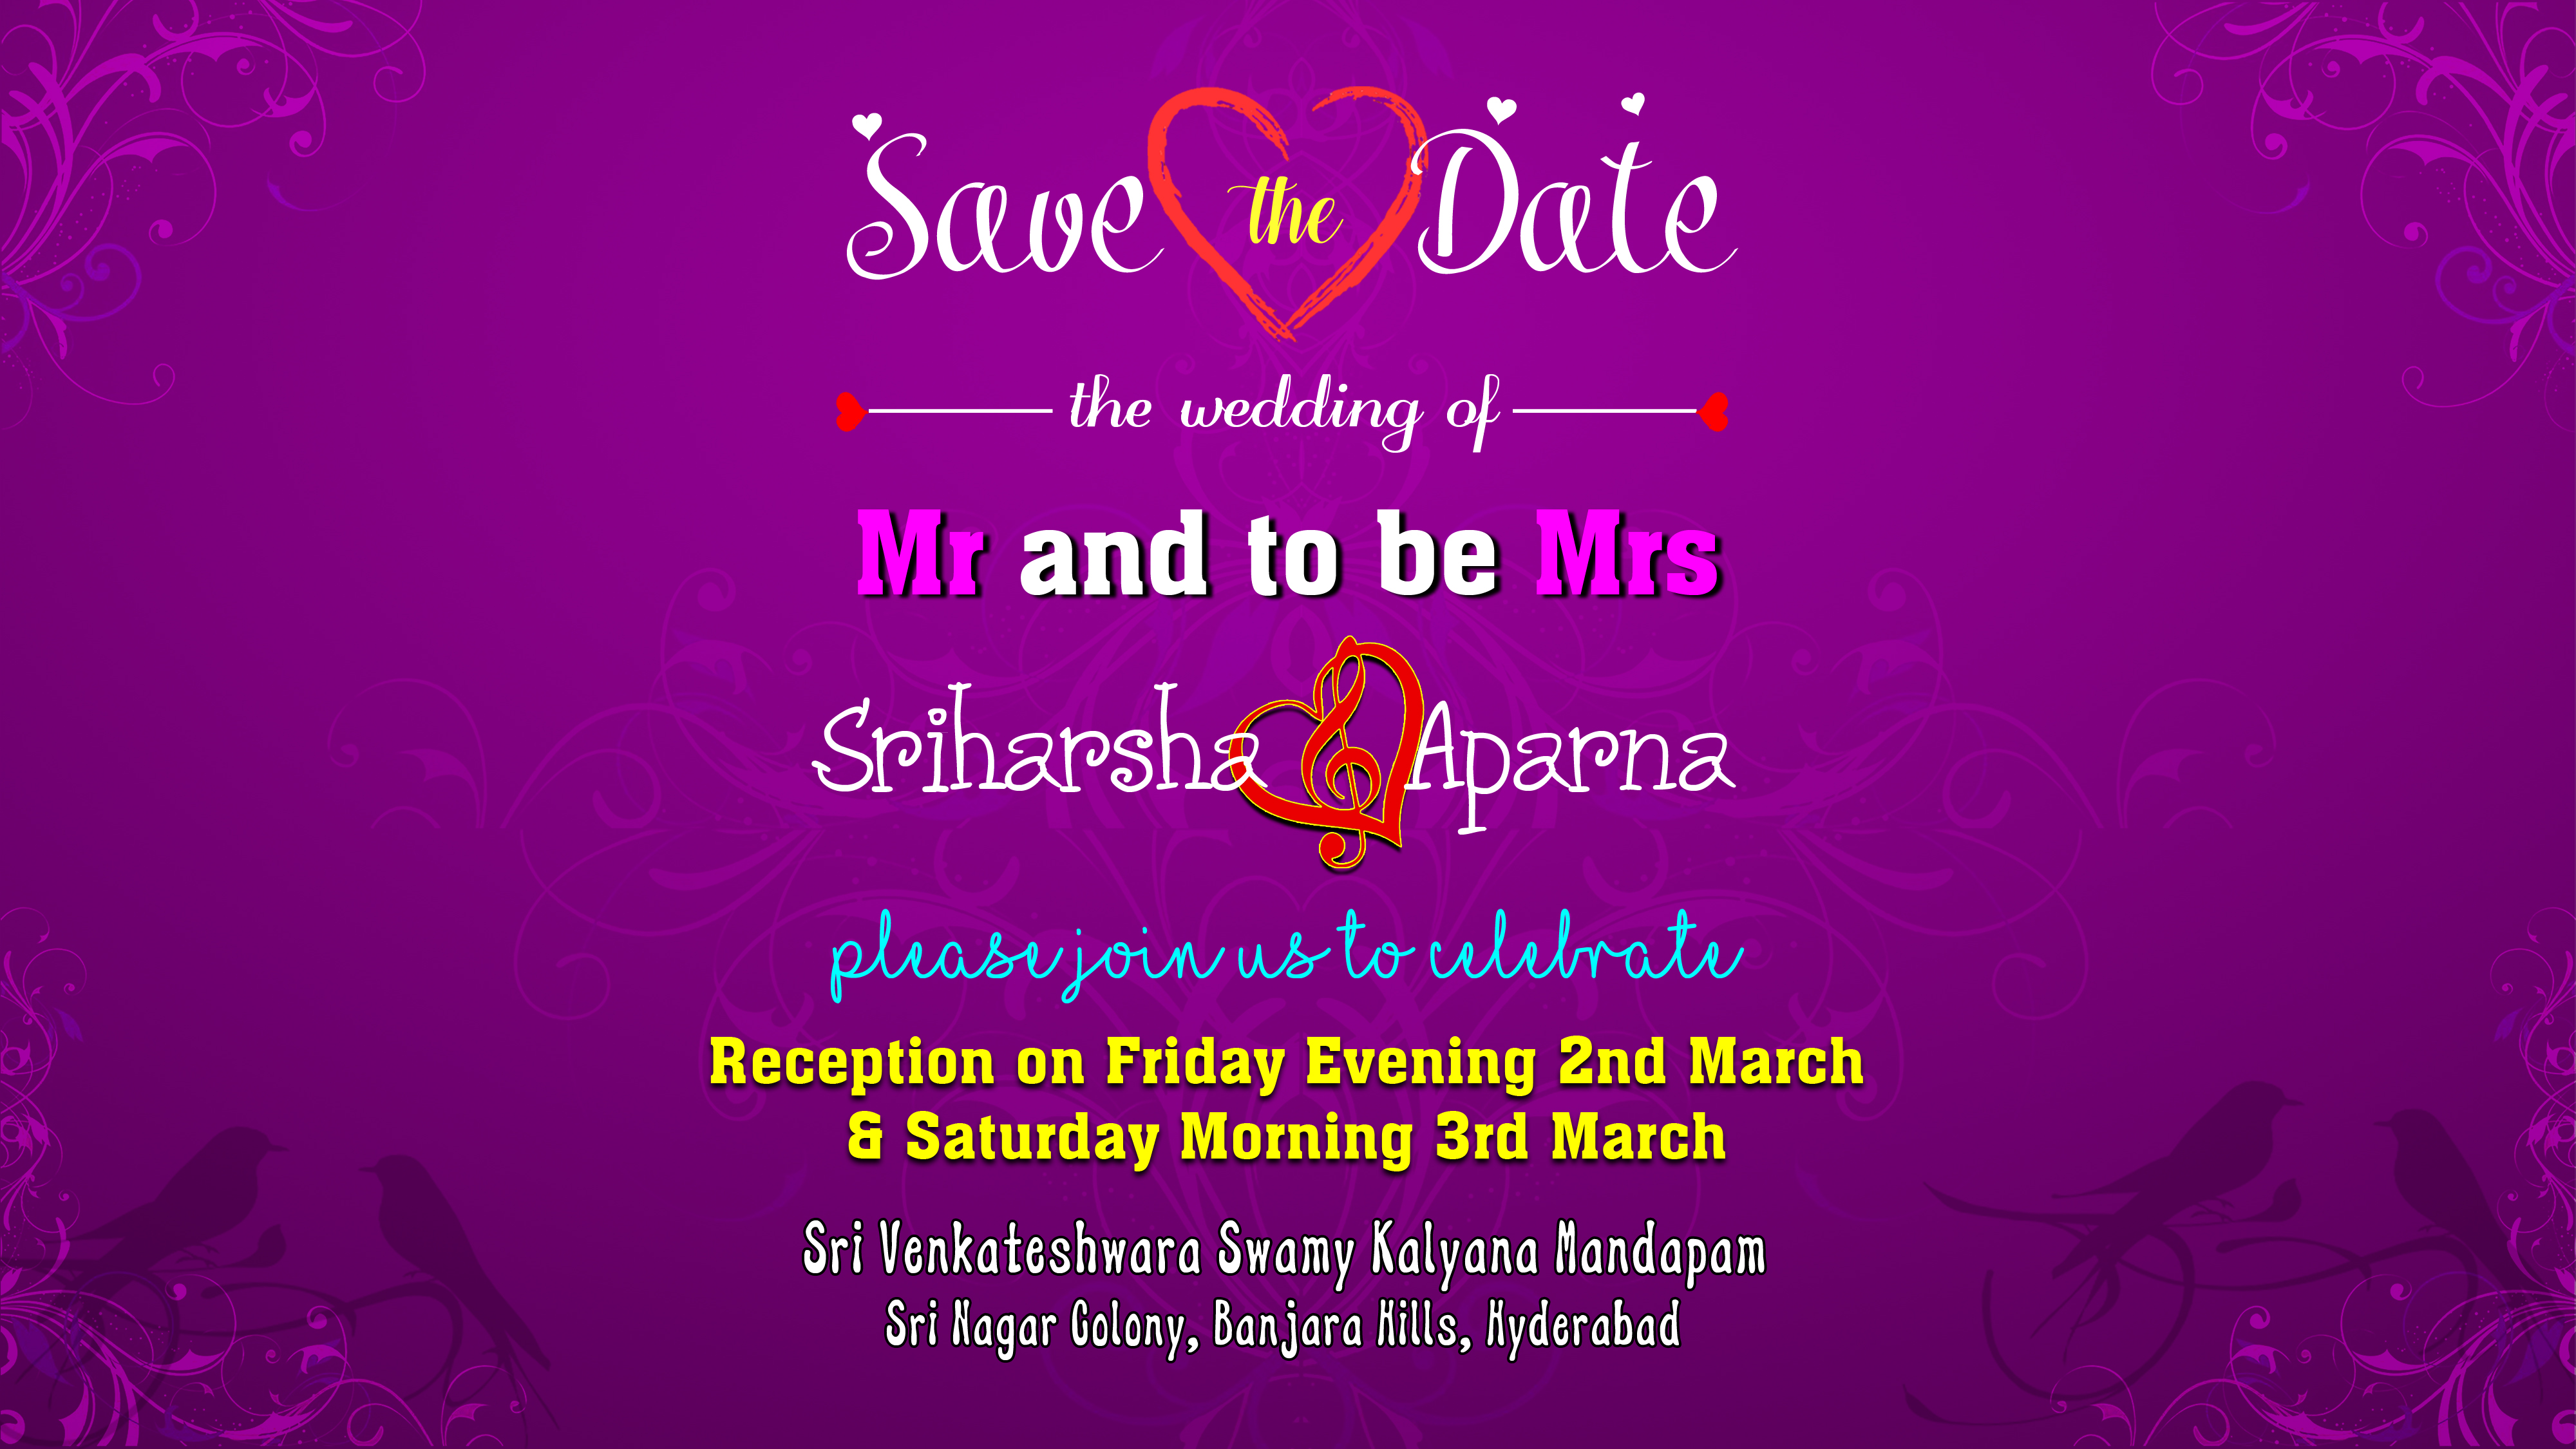 Save the Date
the wedding of
Mr and to be Mrs
Sriharsha Aparna
please join us to celebrate
Reception on Friday Evening 2nd March
& Saturday Morning 3rd March
Sri Venkateshwara Swamy Kalyana Mandapam
Sri Nagar Colony, Banjara Hills, Hyderabad